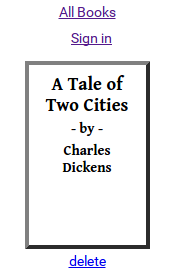 All Books
Sign in
A Tale of
Two Cities
- by -
Charles
Dickens
delete